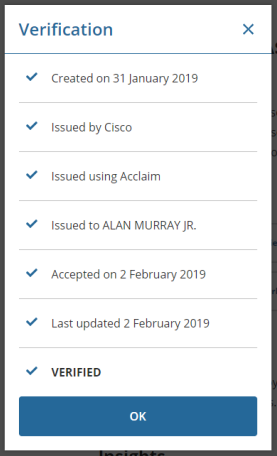 Verification
Created on 31 January 2019
Issued by Cisco
Issued using Acclaim
Issued to ALAN MURRAY JR.
Accepted on 2 February 2019
Last updated 2 February 2019
VERIFIED
OK
Insights